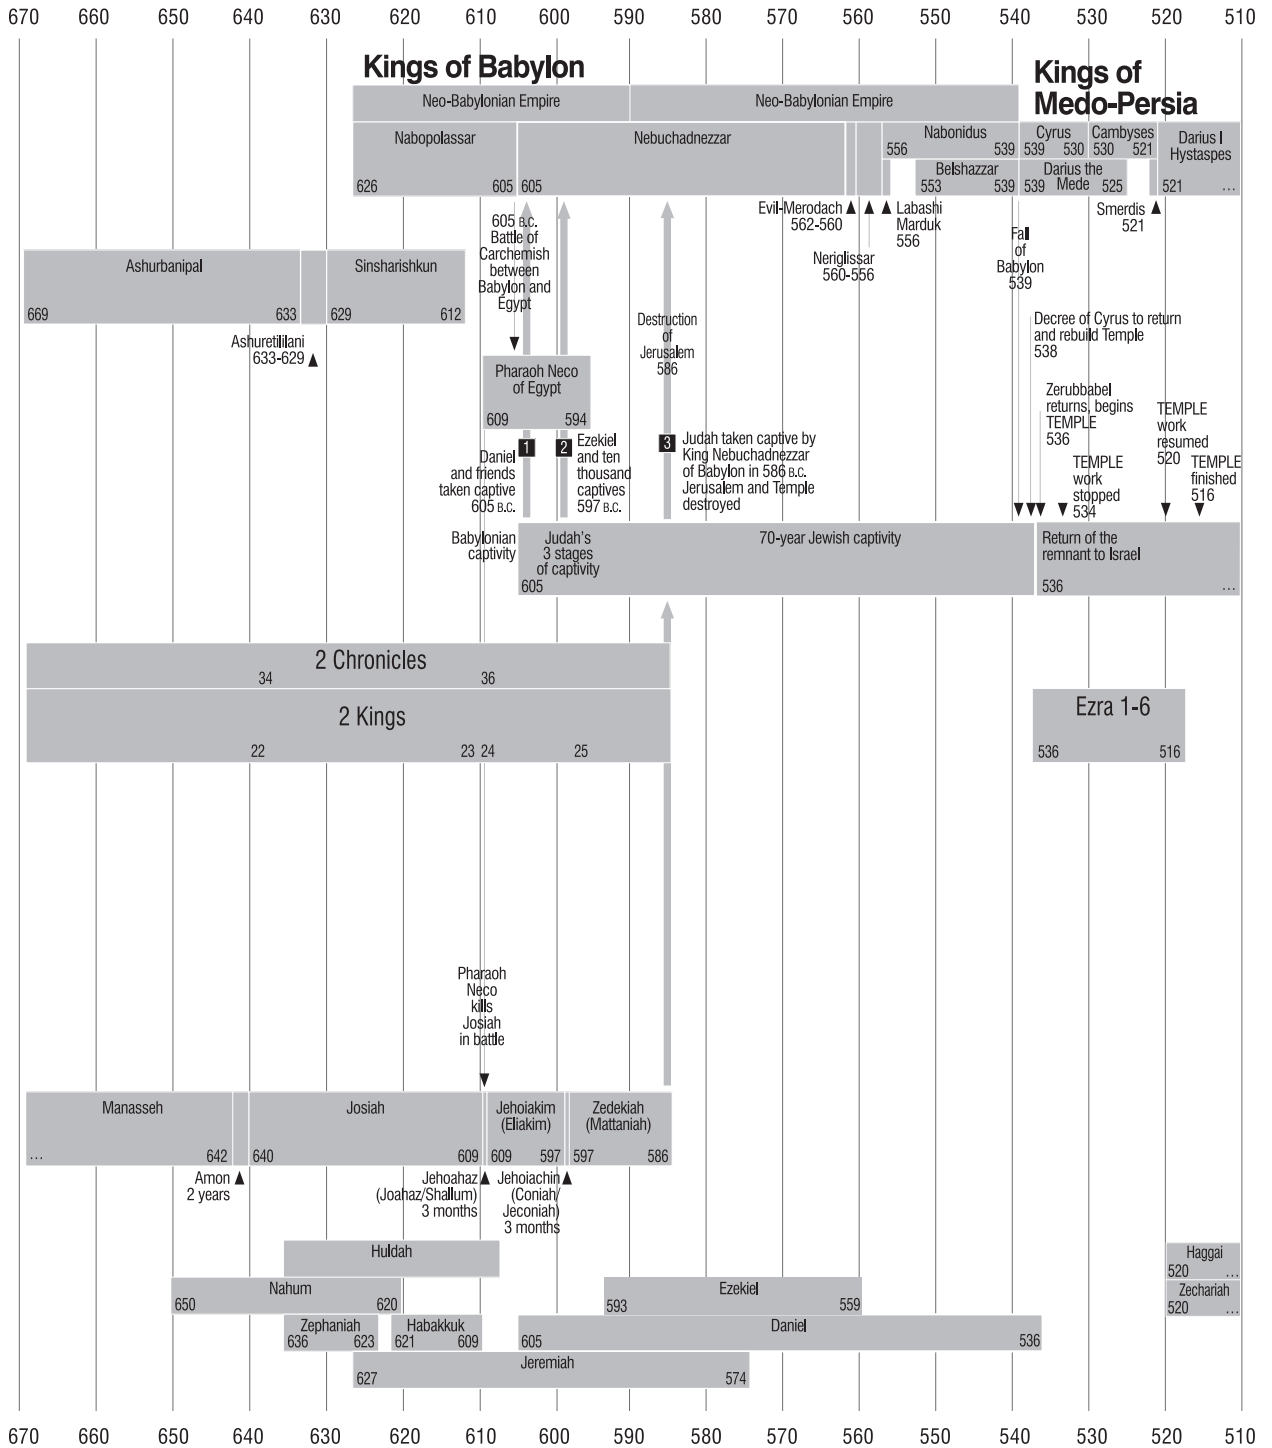 670 660 650 640 630 620 610 600 590 580 570 560 550 540 530 520 510
Kings of Babylon
Kings of
Medo-Persia
Neo-Babylonian Empire
Neo-Babylonian Empire
Nabopolassar
626 605
Nebuchadnezzar
605
Nabonidus
556 539
Belshazzar
553 539
Cyrus
539 530
Cambyses
530 521
Darius the
Mede
539 525
Darius I
Hystaspes
521 ...
Evil-Merodach
562-560
Neriglissar
560-556
Labashi
Marduk
556
Smerdis
521
Fall
of
Babylon
539
605 B.C.
Battle of
Carchemish
between
Babylon and
Egypt
Ashurbanipal
669 633
Sinsharishkun
629 612
Ashuretililani
633-629
Destruction
of
Jerusalem
586
Decree of Cyrus to return
and rebuild Temple
538
Pharaoh Neco
of Egypt
609 594
Zerubbabel
returns, begins
TEMPLE
536
TEMPLE
work
resumed
520
TEMPLE
work
stopped
534
TEMPLE
finished
516
1
Daniel
and friends
taken captive
605 B.C.
2
Ezekiel
and ten
thousand
captives
597 B.C.
3
Judah taken captive by
King Nebuchadnezzar
of Babylon in 586 B.C.
Jerusalem and Temple
destroyed
Babylonian
captivity
Judah's
3 stages
of captivity
605
70-year Jewish captivity
Return of the
remnant to Israel
536 ...
2 Chronicles
34 36
2 Kings
22 23 24 25
Ezra 1-6
536 516
Pharaoh
Neco
kills
Josiah
in battle
Manasseh
... 642
Josiah
640 609
Jehoiakim
(Eliakim)
609 597
Zedekiah
(Mattaniah)
597 586
Amon
2 years
Jehoahaz
(Joahaz/Shallum)
3 months
Jehoiachin
(Coniah/
Jeconiah)
3 months
Huldah
Nahum
650 620
Zephaniah
636 623
Habakkuk
621 609
Jeremiah
627 574
Ezekiel
593 559
Daniel
605 536
Haggai
520 ...
Zechariah
520 ...
670 660 650 640 630 620 610 600 590 580 570 560 550 540 530 520 510